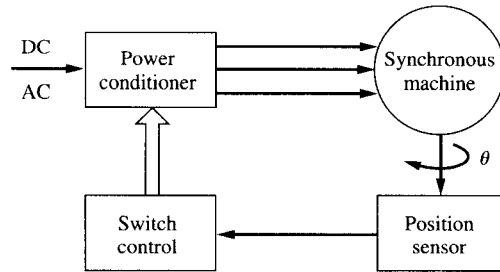 DC
AC
Power
conditioner
Synchronous
machine
θ
Switch
control
Position
sensor